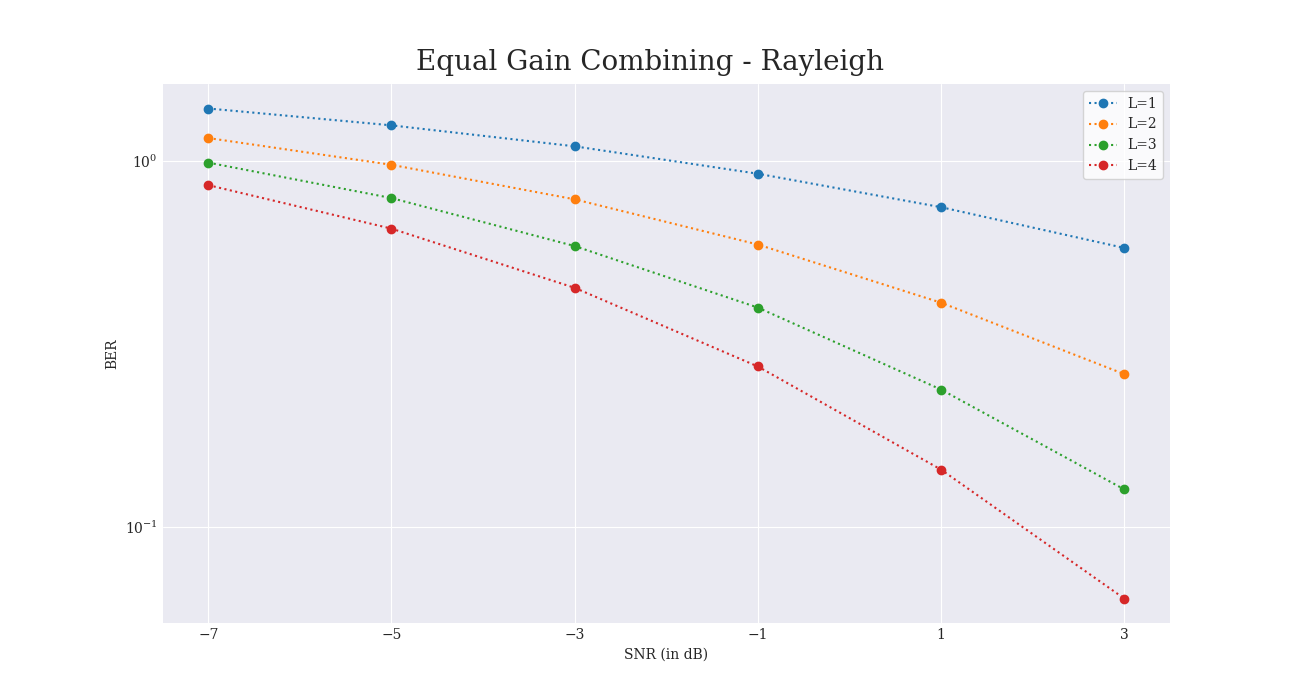 Equal Gain Combining - Rayleigh
L=1
L=2
L=3
L=4
10⁰
10⁻¹
BER
−7 −5 −3 −1 1 3
SNR (in dB)